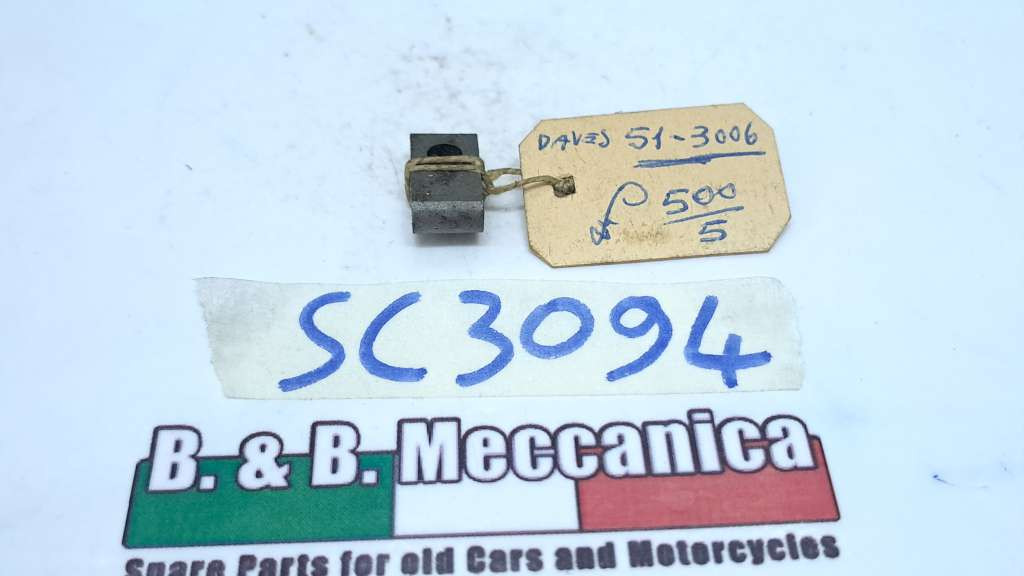 DAVES 51-3006
500
5
SC3094
B. & B. Meccanica
Spare Parts for old Cars and Motorcycles